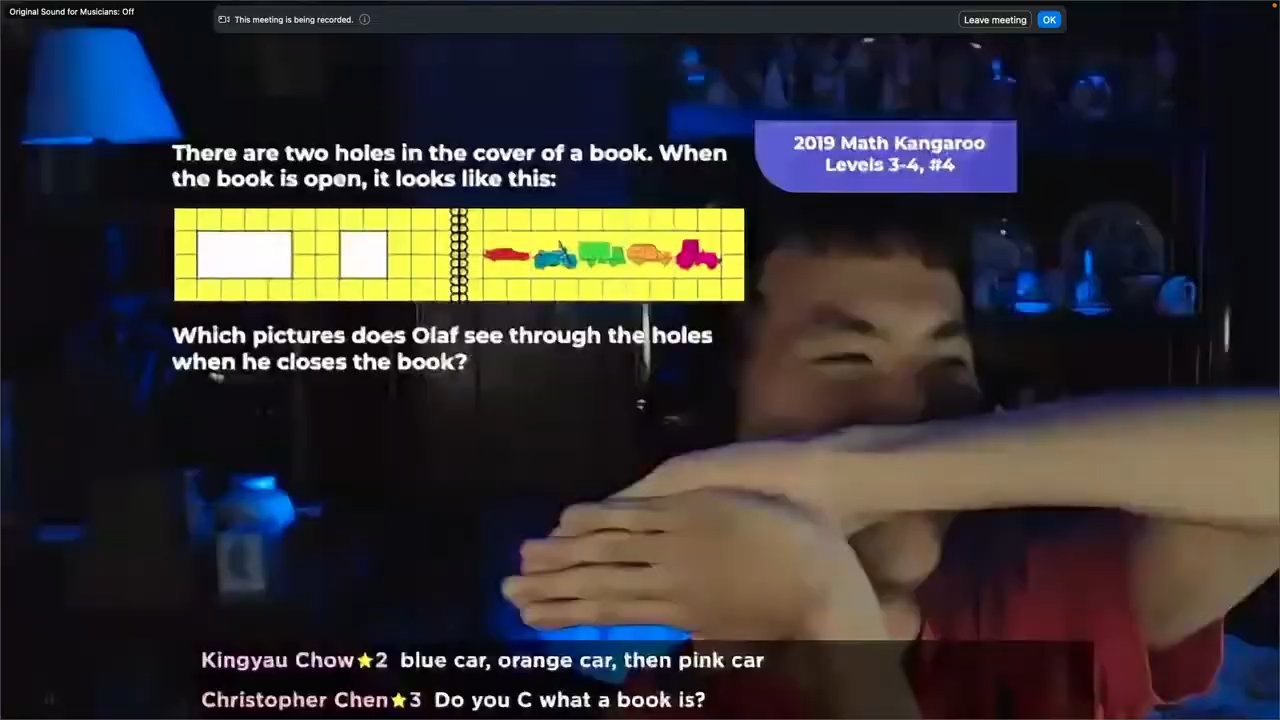 Original Sound for Musicians: Off
This meeting is being recorded.
Leave meeting
OK
There are two holes in the cover of a book. When
the book is open, it looks like this:
2019 Math Kangaroo
Levels 3-4, #4
Which pictures does Olaf see through the holes
when he closes the book?
Kingyau Chow★2 blue car, orange car, then pink car
Christopher Chen★3 Do you C what a book is?